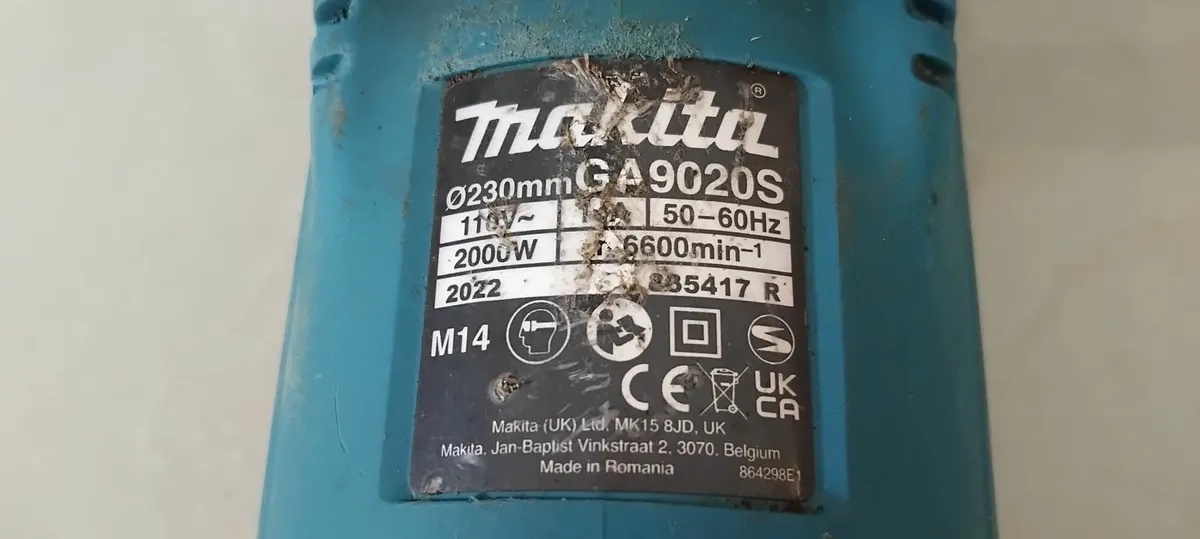 makita ®
Ø230mm GA9020S
110V~ 50–60Hz
2000W 6600min⁻¹
2022 885417 R
M14
S
CE UK CA
Makita (UK) Ltd, MK15 8JD, UK
Makita, Jan-Baptist Vinkstraat 2, 3070, Belgium
Made in Romania 864298E1